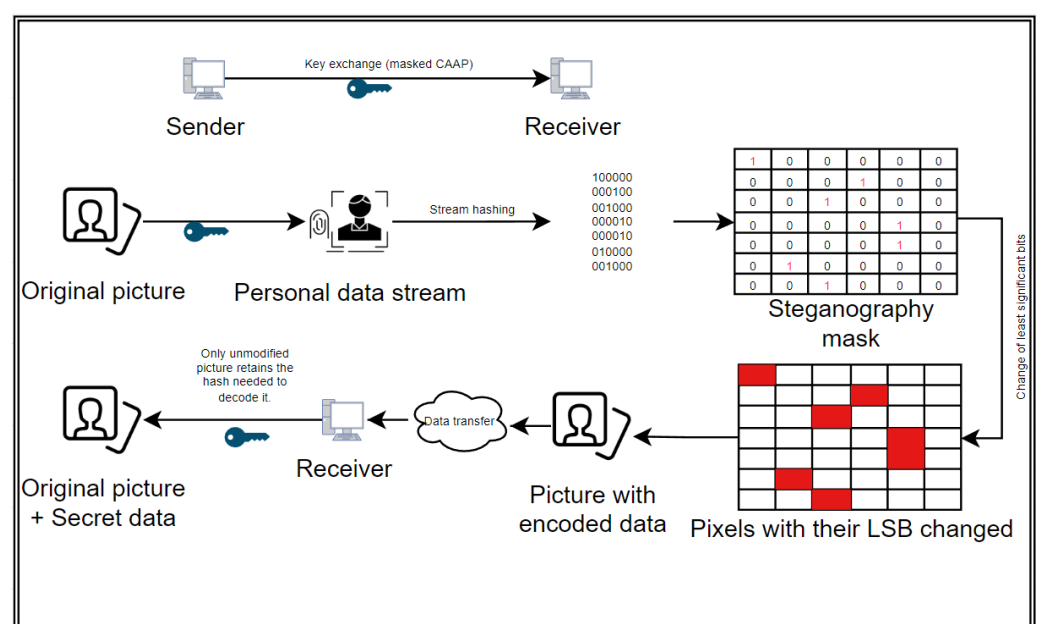 Key exchange (masked CAAP)
Sender
Receiver
Original picture
Personal data stream
Stream hashing
100000
000100
001000
000010
000010
010000
001000
1 0 0 0 0 0
0 0 0 1 0 0
0 0 1 0 0 0
0 0 0 0 1 0
0 0 0 0 1 0
0 1 0 0 0 0
0 0 1 0 0 0
Steganography
mask
Change of least significant bits
Only unmodified
picture retains the
hash needed to
decode it.
Original picture
+ Secret data
Receiver
Data transfer
Picture with
encoded data
Pixels with their LSB changed